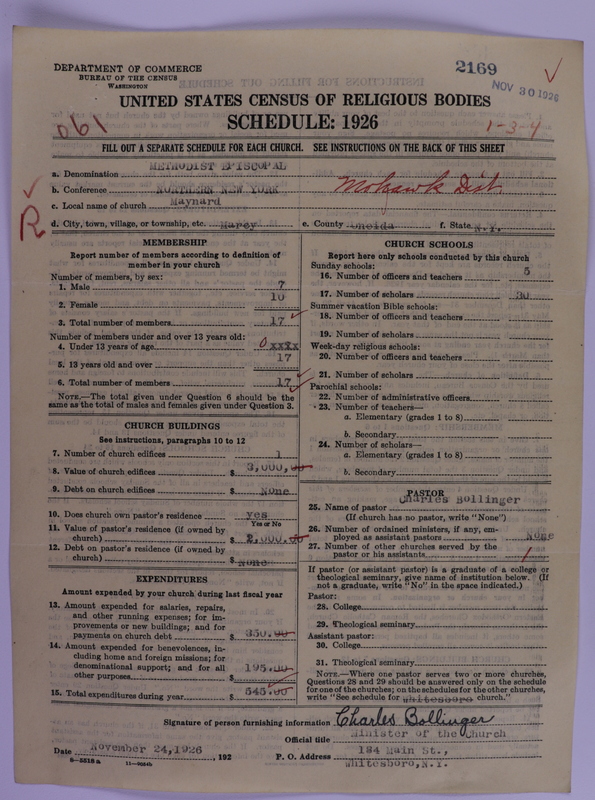 DEPARTMENT OF COMMERCE
BUREAU OF THE CENSUS
WASHINGTON
2169
NOV 30 1926
UNITED STATES CENSUS OF RELIGIOUS BODIES
061
SCHEDULE: 1926
1-3-4
FILL OUT A SEPARATE SCHEDULE FOR EACH CHURCH. SEE INSTRUCTIONS ON THE BACK OF THIS SHEET
a. Denomination METHODIST EPISCOPAL
b. Conference NORTHERN NEW YORK Mohawk Dist
c. Local name of church Maynard
R
d. City, town, village, or township, etc. Marcy e. County Oneida f. State N.Y.
MEMBERSHIP
Report number of members according to definition of
member in your church
Number of members, by sex:
1. Male 7
2. Female 10
3. Total number of members 17
Number of members under and over 13 years old:
4. Under 13 years of age 0 xxxx
5. 13 years old and over 17
6. Total number of members 17
NOTE.—The total given under Question 6 should be the
same as the total of males and females given under Question 3.
CHURCH BUILDINGS
See instructions, paragraphs 10 to 12
7. Number of church edifices 1
8. Value of church edifices $ 3,000,00
9. Debt on church edifices $ None
10. Does church own pastor's residence yes
Yes or No
11. Value of pastor's residence (if owned by
church) $ 2,000.00
12. Debt on pastor's residence (if owned by
church) $ None
EXPENDITURES
Amount expended by your church during last fiscal year
13. Amount expended for salaries, repairs,
and other running expenses; for im-
provements or new buildings; and for
payments on church debt $ 350.00
14. Amount expended for benevolences, in-
cluding home and foreign missions; for
denominational support; and for all
other purposes $ 195.00
15. Total expenditures during year $ 545.00
CHURCH SCHOOLS
Report here only schools conducted by this church
Sunday schools:
16. Number of officers and teachers 5
17. Number of scholars 30
Summer vacation Bible schools:
18. Number of officers and teachers
19. Number of scholars
Week-day religious schools:
20. Number of officers and teachers
21. Number of scholars
Parochial schools:
22. Number of administrative officers
23. Number of teachers—
a. Elementary (grades 1 to 8)
b. Secondary
24. Number of scholars—
a. Elementary (grades 1 to 8)
b. Secondary
PASTOR
25. Name of pastor Charles Bollinger
(If church has no pastor, write "None")
26. Number of ordained ministers, if any, em-
ployed as assistant pastors None
27. Number of other churches served by the
pastor or his assistants 1
If pastor (or assistant pastor) is a graduate of a college or
theological seminary, give name of institution below. (If
not a graduate, write "No" in the space indicated.)
Pastor:
28. College
29. Theological seminary
Assistant pastor:
30. College
31. Theological seminary
NOTE.—Where one pastor serves two or more churches,
Questions 28 and 29 should be answered only on the schedule
for one of the churches; on the schedules for the other churches,
write "See schedule for Whitesboro church."
Signature of person furnishing information Charles Bollinger
Official title Minister of the Church
Date November 24, 1926 , 192 P. O. Address 184 Main St.,
8—5518 a 11—9054b Whitesboro, N.Y.